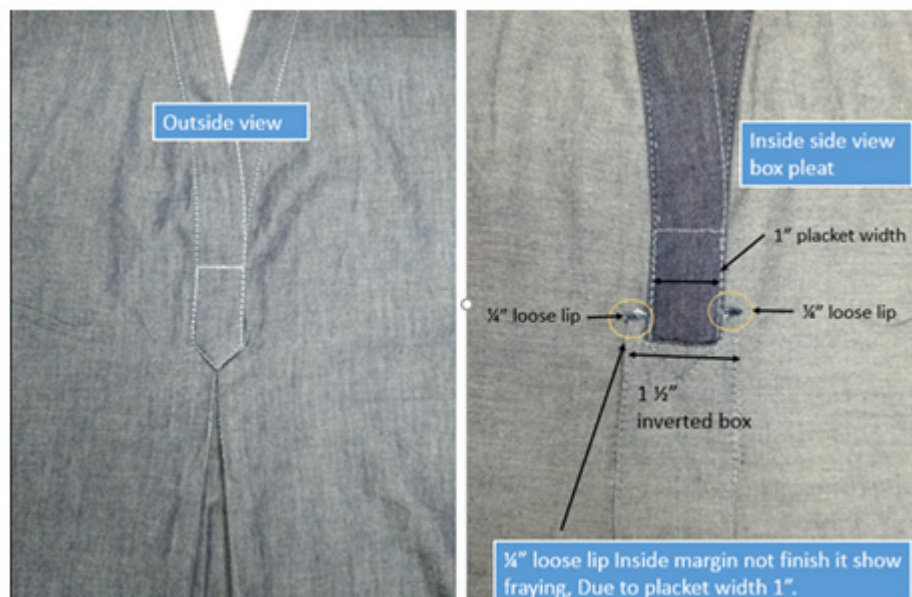 Outside view
Inside side view
box pleat
1” placket width
¼” loose lip
¼” loose lip
1 ½”
inverted box
¼” loose lip Inside margin not finish it show
fraying, Due to placket width 1”.